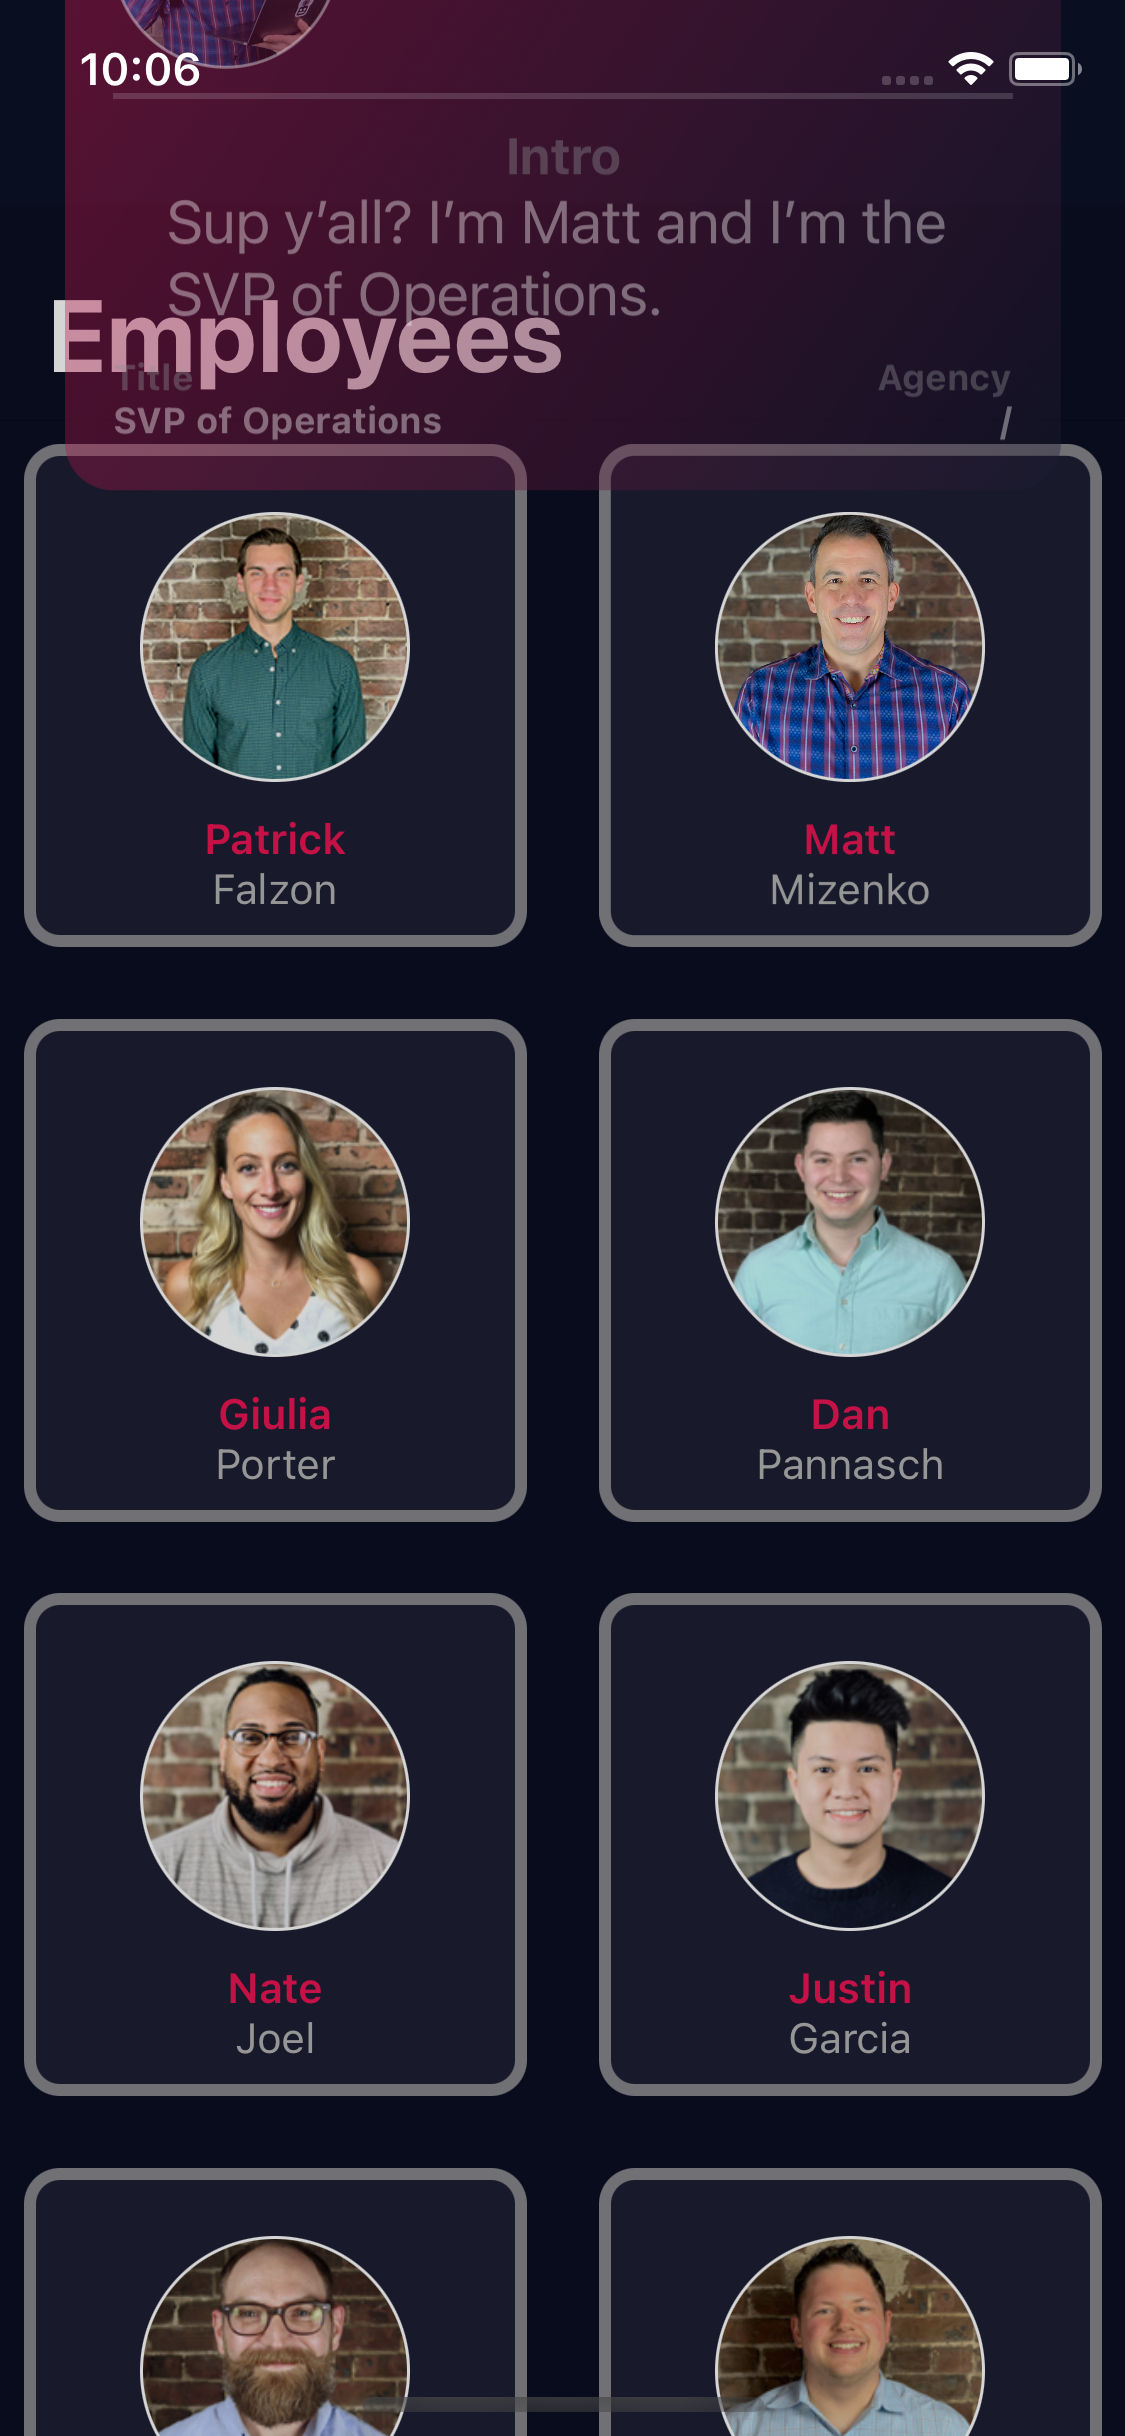 10:06
Intro
Sup y’all? I’m Matt and I’m the
SVP of Operations.
Employees
Title
Agency
SVP of Operations
/
Patrick
Falzon
Matt
Mizenko
Giulia
Porter
Dan
Pannasch
Nate
Joel
Justin
Garcia